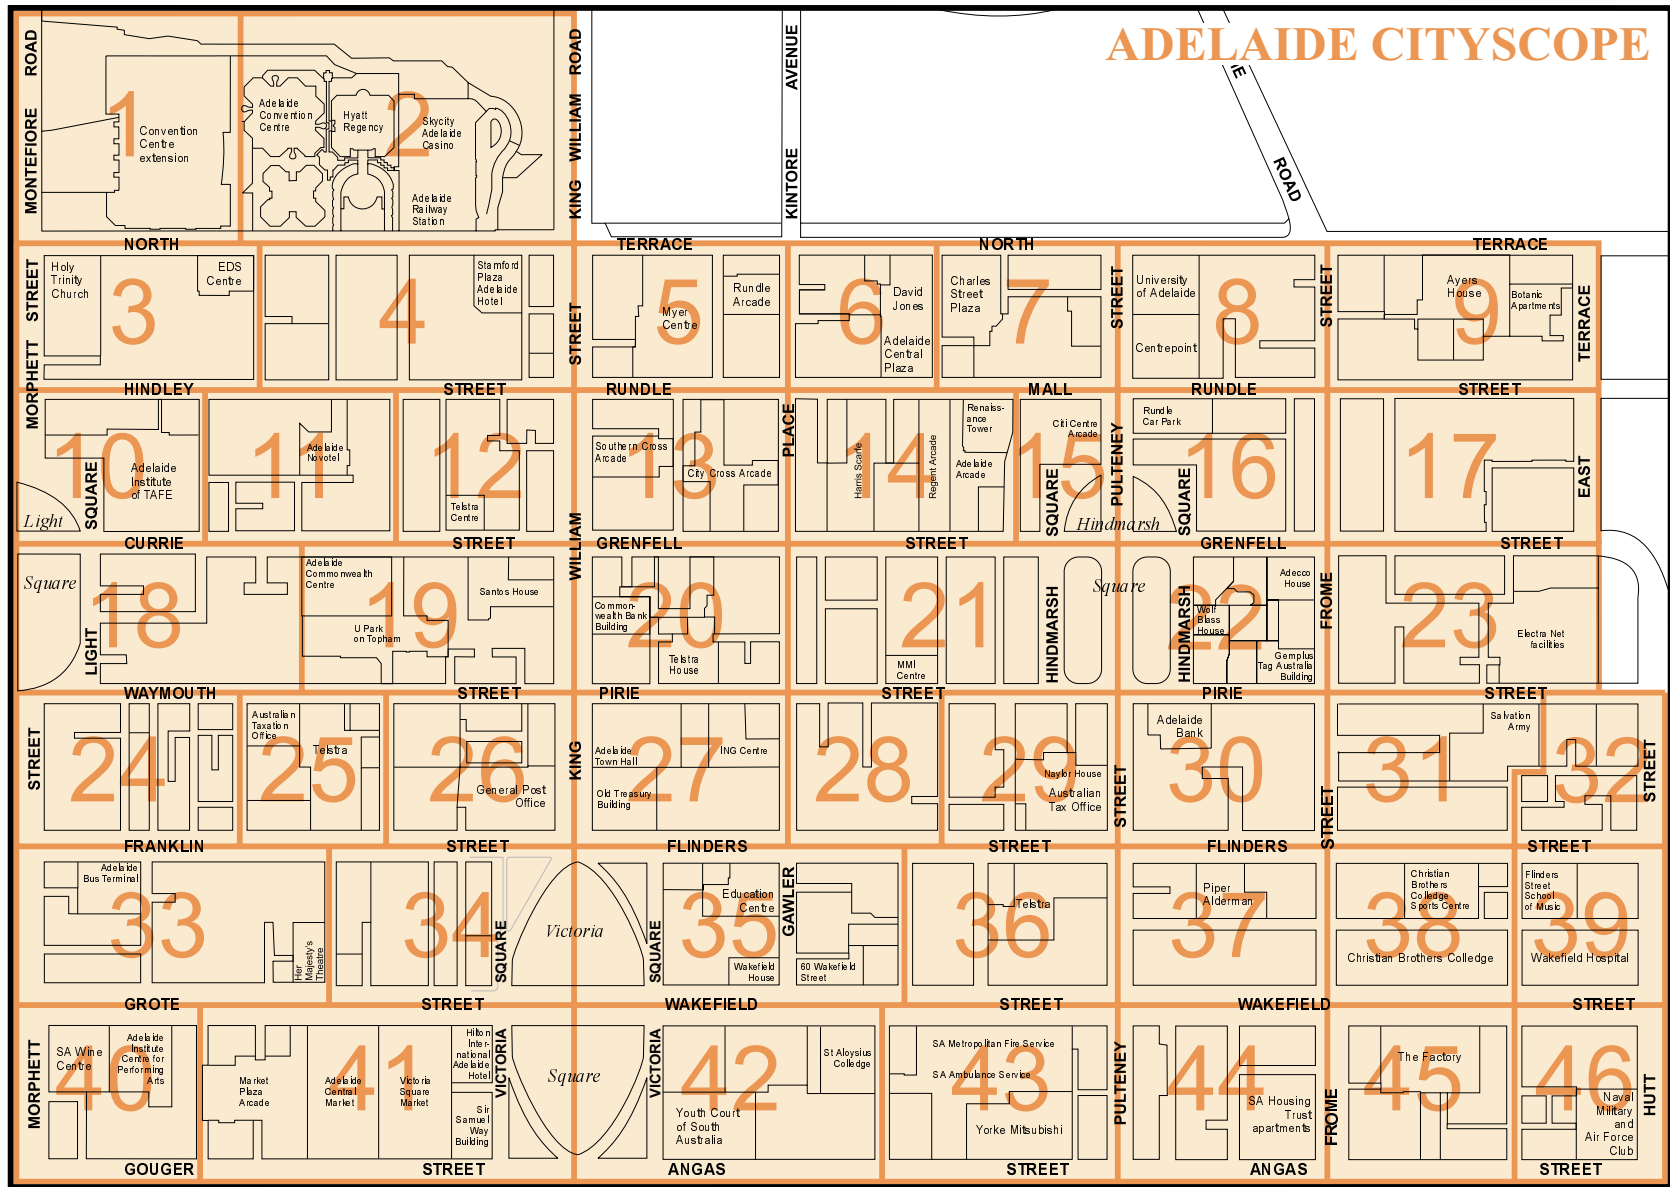 ADELAIDE CITYSCOPE
MONTEFIORE ROAD
KING WILLIAM ROAD
KINTORE AVENUE
ROAD
1
Convention
Centre
extension
2
Adelaide
Convention
Centre
Hyatt
Regency
Skycity
Adelaide
Casino
Adelaide
Railway
Station
NORTH TERRACE NORTH TERRACE
MORPHETT STREET
3
Holy
Trinity
Church
EDS
Centre
4
Stamford
Plaza
Adelaide
Hotel
STREET
5
Myer
Centre
Rundle
Arcade
6
David
Jones
Adelaide
Central
Plaza
7
Charles
Street
Plaza
STREET
8
University
of Adelaide
Centrepoint
STREET
9
Ayers
House
Botanic
Apartments
TERRACE
HINDLEY STREET RUNDLE MALL RUNDLE STREET
10
Adelaide
Institute
of TAFE
SQUARE
Light
11
Adelaide
Novotel
12
Telstra
Centre
WILLIAM
13
Southern Cross
Arcade
City Cross Arcade
PLACE
14
Harris Scarfe
Regent Arcade
Renaiss-
ance
Tower
Adelaide
Arcade
15
Citi Centre
Arcade
SQUARE
Hindmarsh
PULTENEY
16
Rundle
Car Park
SQUARE
17
EAST
CURRIE STREET GRENFELL STREET GRENFELL STREET
Square
LIGHT
18
19
Adelaide
Commonwealth
Centre
U Park
on Topham
Santos House
20
Common-
wealth Bank
Building
Telstra
House
21
MMI
Centre
HINDMARSH
Square
HINDMARSH
22
Adecco
House
Wolf
Blass
House
Gemplus
Tag Australia
Building
FROME
23
Electra Net
facilities
WAYMOUTH STREET PIRIE STREET PIRIE STREET
STREET
24
25
Australian
Taxation
Office
Telstra
26
General Post
Office
KING
27
Adelaide
Town Hall
ING Centre
Old Treasury
Building
28
29
Naylor House
Australian
Tax Office
STREET
30
Adelaide
Bank
STREET
31
Salvation
Army
32
STREET
FRANKLIN STREET FLINDERS STREET FLINDERS STREET
33
Adelaide
Bus Terminal
Her
Majesty's
Theatre
34
SQUARE
Victoria
SQUARE
35
Education
Centre
Wakefield
House
GAWLER
60 Wakefield
Street
36
Telstra
37
Piper
Alderman
38
Christian
Brothers
Colledge
Sports Centre
Christian Brothers Colledge
39
Flinders
Street
School
of Music
Wakefield Hospital
GROTE STREET WAKEFIELD STREET WAKEFIELD STREET
MORPHETT
40
SA Wine
Centre
Adelaide
Institute
Centre for
Performing
Arts
41
Market
Plaza
Arcade
Adelaide
Central
Market
Victoria
Square
Market
Hilton
Inter-
national
Adelaide
Hotel
Sir
Samuel
Way
Building
VICTORIA
Square
VICTORIA
42
St Aloysius
Colledge
Youth Court
of South
Australia
43
SA Metropolitan Fire Service
SA Ambulance Service
Yorke Mitsubishi
PULTENEY
44
SA Housing
Trust
apartments
FROME
45
The Factory
46
Naval
Military
and
Air Force
Club
HUTT
GOUGER STREET ANGAS STREET ANGAS STREET